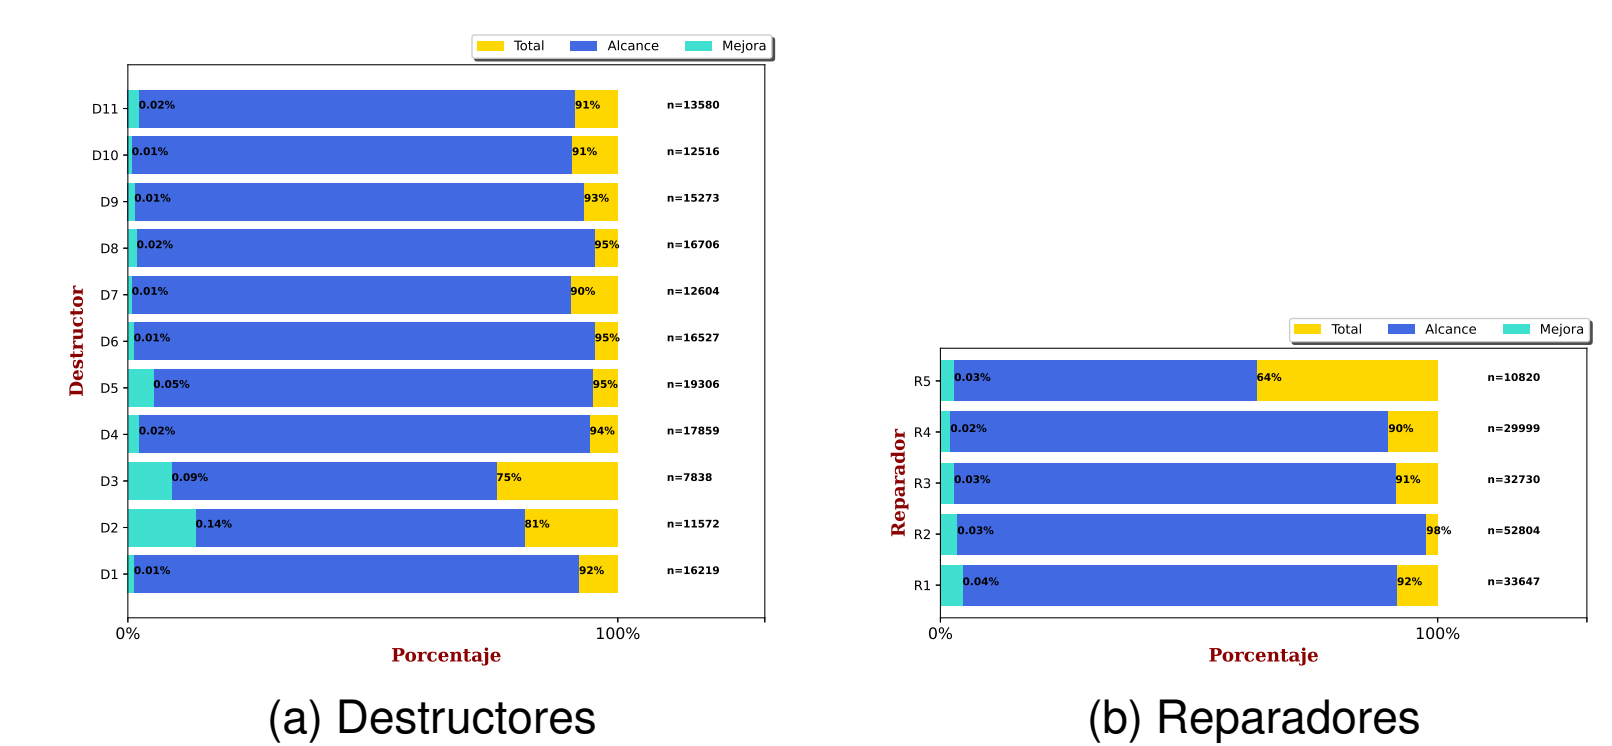 Total Alcance Mejora
D11 0.02% 91% n=13580
D10 0.01% 91% n=12516
D9 0.01% 93% n=15273
D8 0.02% 95% n=16706
D7 0.01% 90% n=12604
D6 0.01% 95% n=16527
D5 0.05% 95% n=19306
D4 0.02% 94% n=17859
D3 0.09% 75% n=7838
D2 0.14% 81% n=11572
D1 0.01% 92% n=16219
Destructor
0% 100%
Porcentaje
(a) Destructores
Total Alcance Mejora
R5 0.03% 64% n=10820
R4 0.02% 90% n=29999
R3 0.03% 91% n=32730
R2 0.03% 98% n=52804
R1 0.04% 92% n=33647
Reparador
0% 100%
Porcentaje
(b) Reparadores